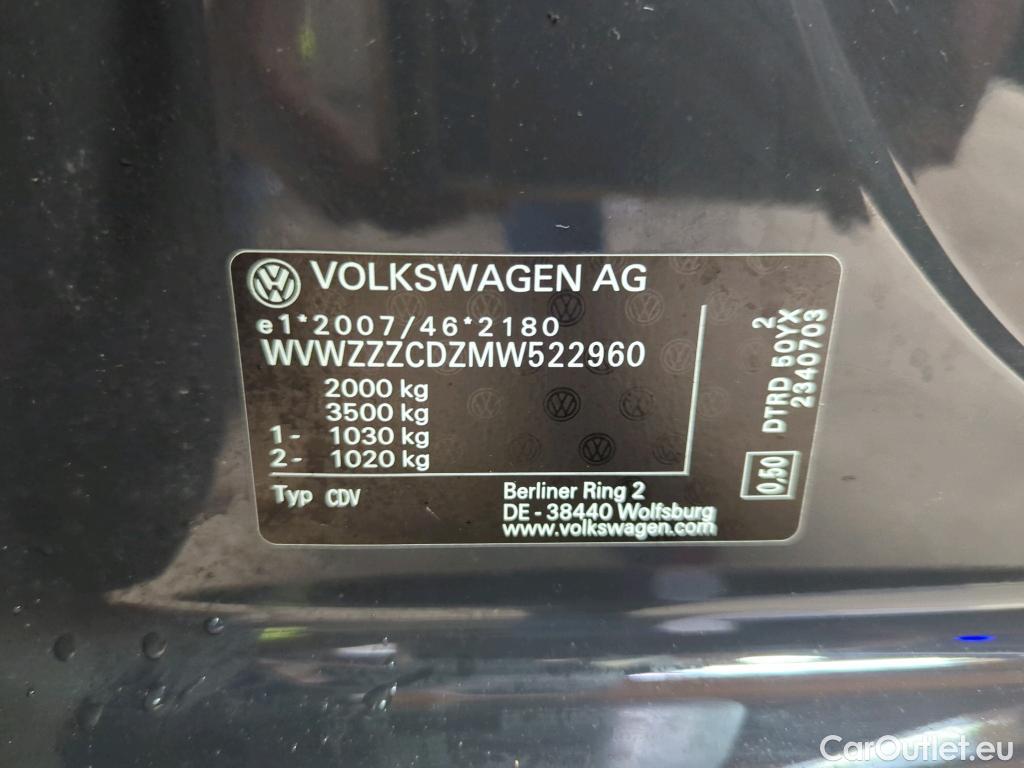 VOLKSWAGEN AG
e1*2007/46*2180
WVWZZZCDZMW522960
2000 kg
3500 kg
1- 1030 kg
2- 1020 kg
Typ CDV
Berliner Ring 2
DE - 38440 Wolfsburg
www.volkswagen.com
2
DTRD 50YX
2340703
0,50
CarOutlet.eu